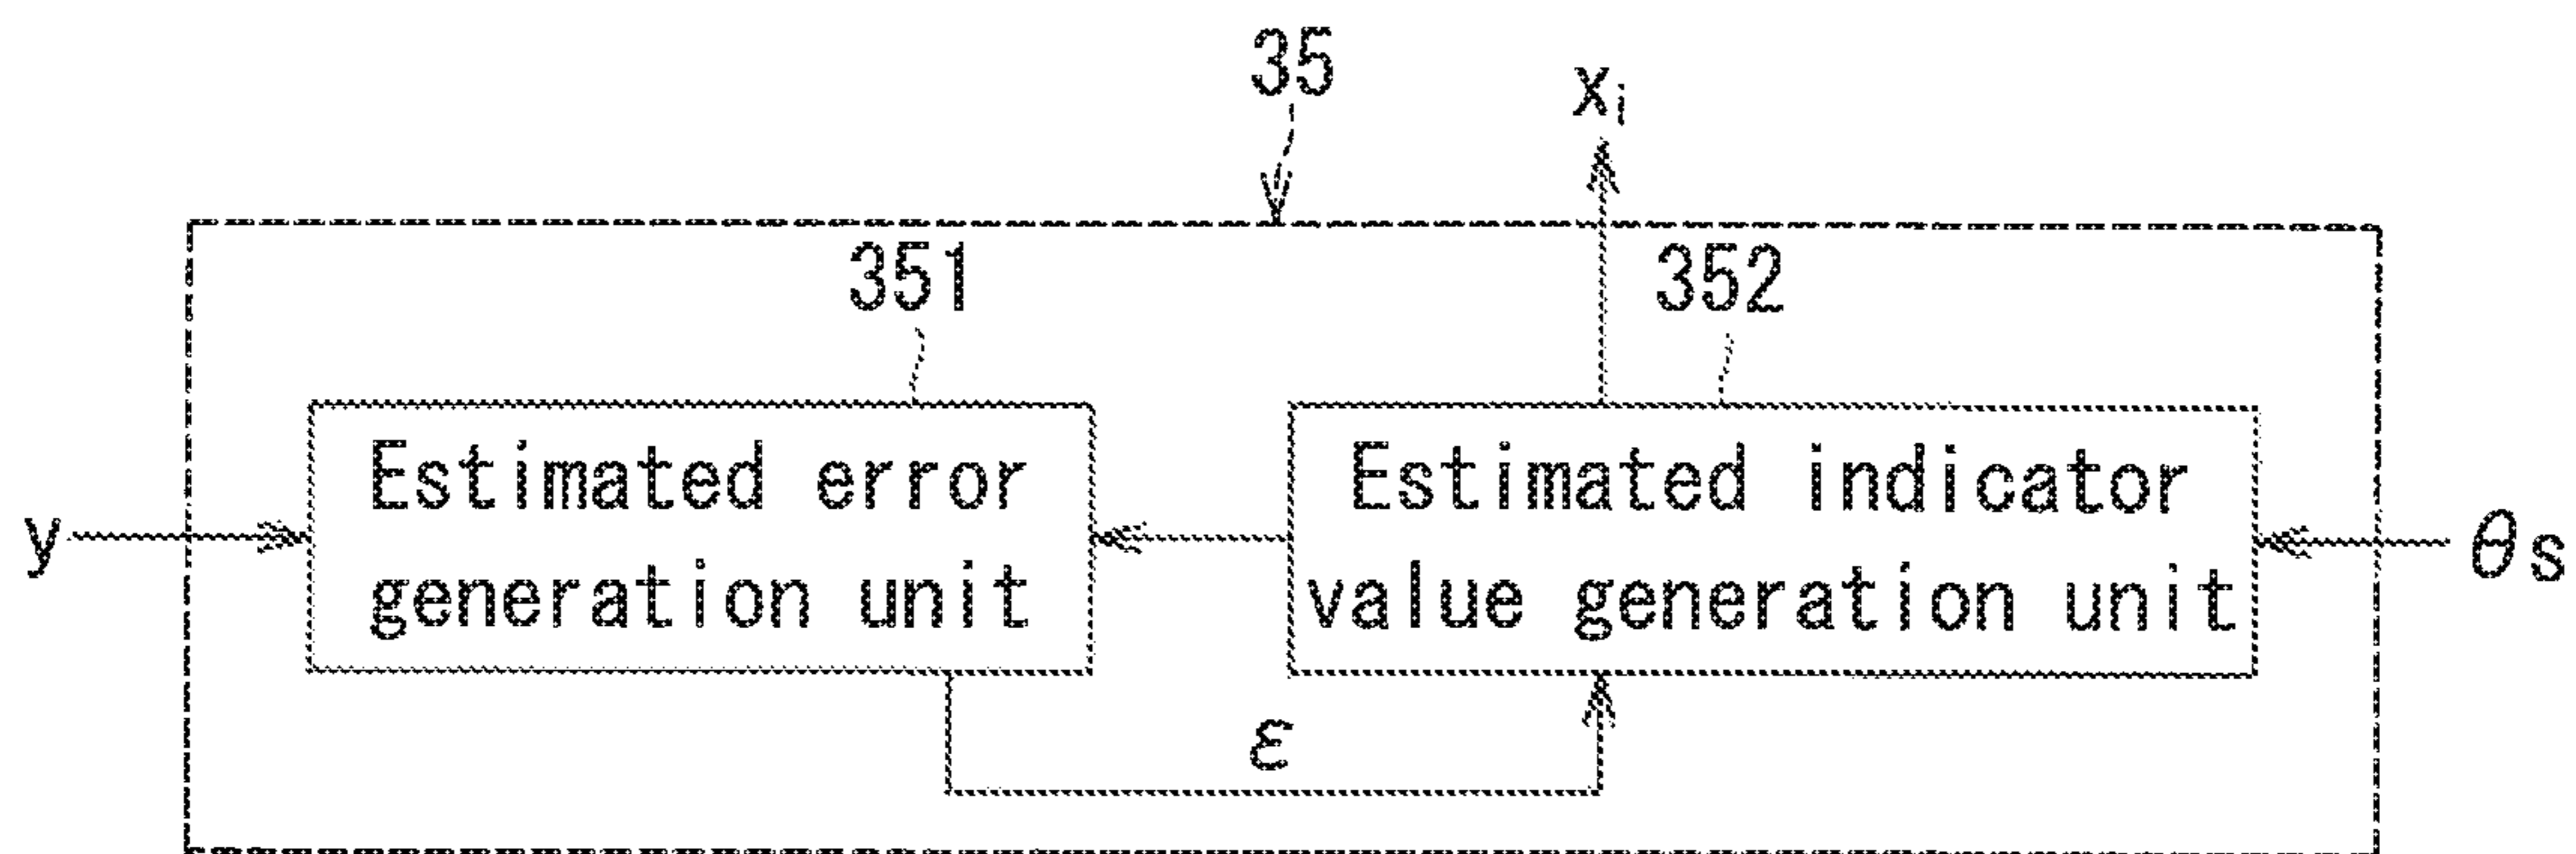 35
xi
351
352
Estimated error
generation unit
Estimated indicator
value generation unit
y
θs
ε